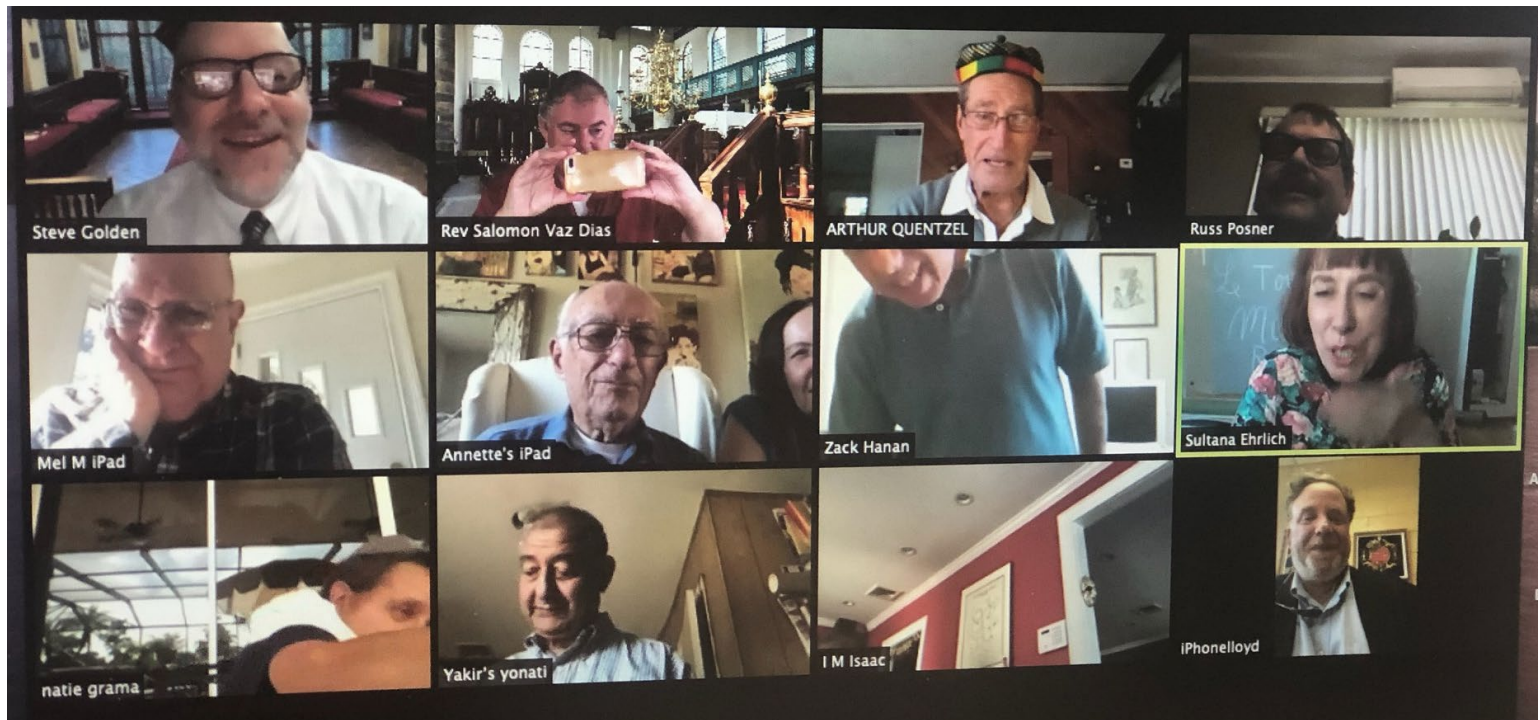 Steve Golden
Rev Salomon Vaz Dias
ARTHUR QUENTZEL
Russ Posner
Mel M iPad
Annette's iPad
Zack Hanan
Sultana Ehrlich
natie grama
Yakir's yonati
I M Isaac
iPhonelloyd